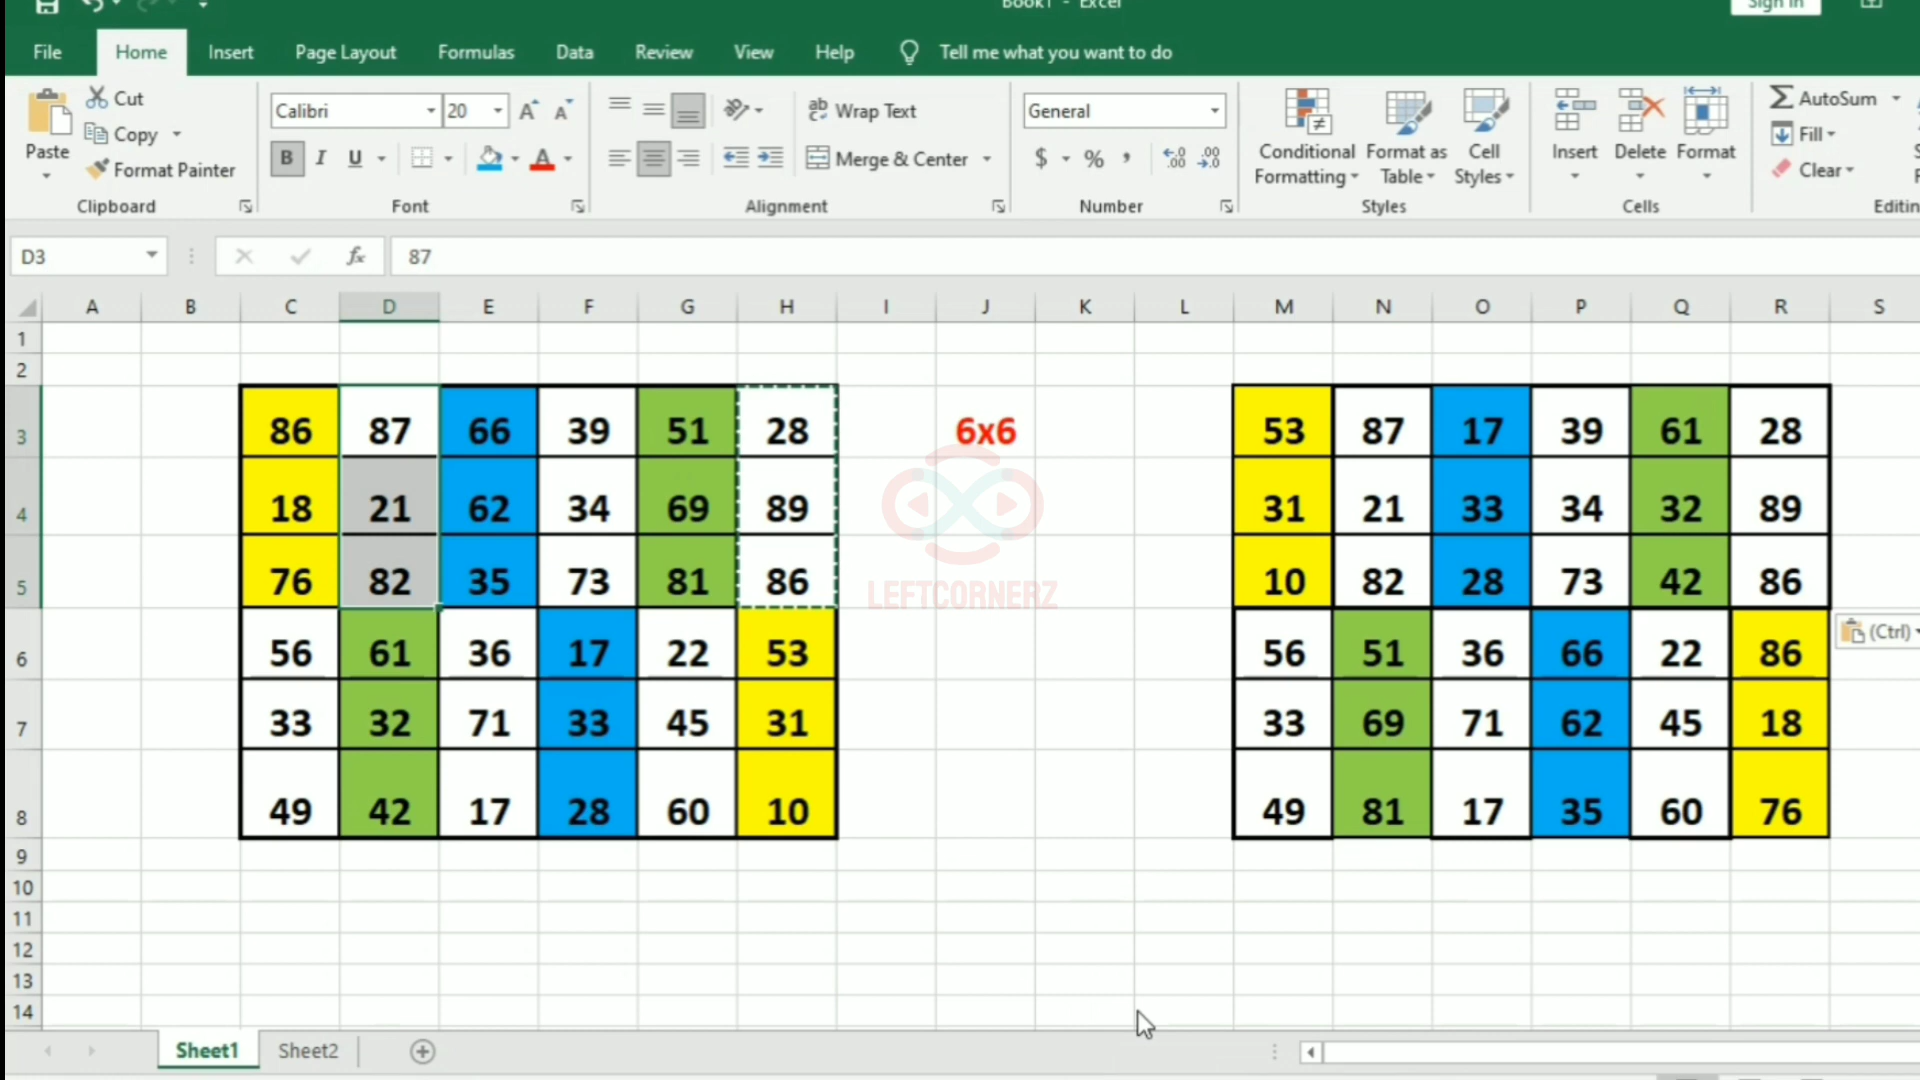 Book1 - Excel Sign in
File Home Insert Page Layout Formulas Data Review View Help Tell me what you want to do
Cut
Copy
Format Painter
Paste
Clipboard
Calibri 20 A A
B I U A
Font
ab Wrap Text
Merge & Center
Alignment
General
$ % , .00 .00
Number
Conditional Formatting
Format as Table
Cell Styles
Styles
Insert Delete Format
Cells
AutoSum
Fill
Clear
D3 fx 87
A B C D E F G H I J K L M N O P Q R S
1
2
3 86 87 66 39 51 28 6x6 53 87 17 39 61 28
4 18 21 62 34 69 89 31 21 33 34 32 89
LEFTCORNERZ
5 76 82 35 73 81 86 10 82 28 73 42 86
6 56 61 36 17 22 53 56 51 36 66 22 86
(Ctrl)
7 33 32 71 33 45 31 33 69 71 62 45 18
8 49 42 17 28 60 10 49 81 17 35 60 76
9
10
11
12
13
14
Sheet1 Sheet2